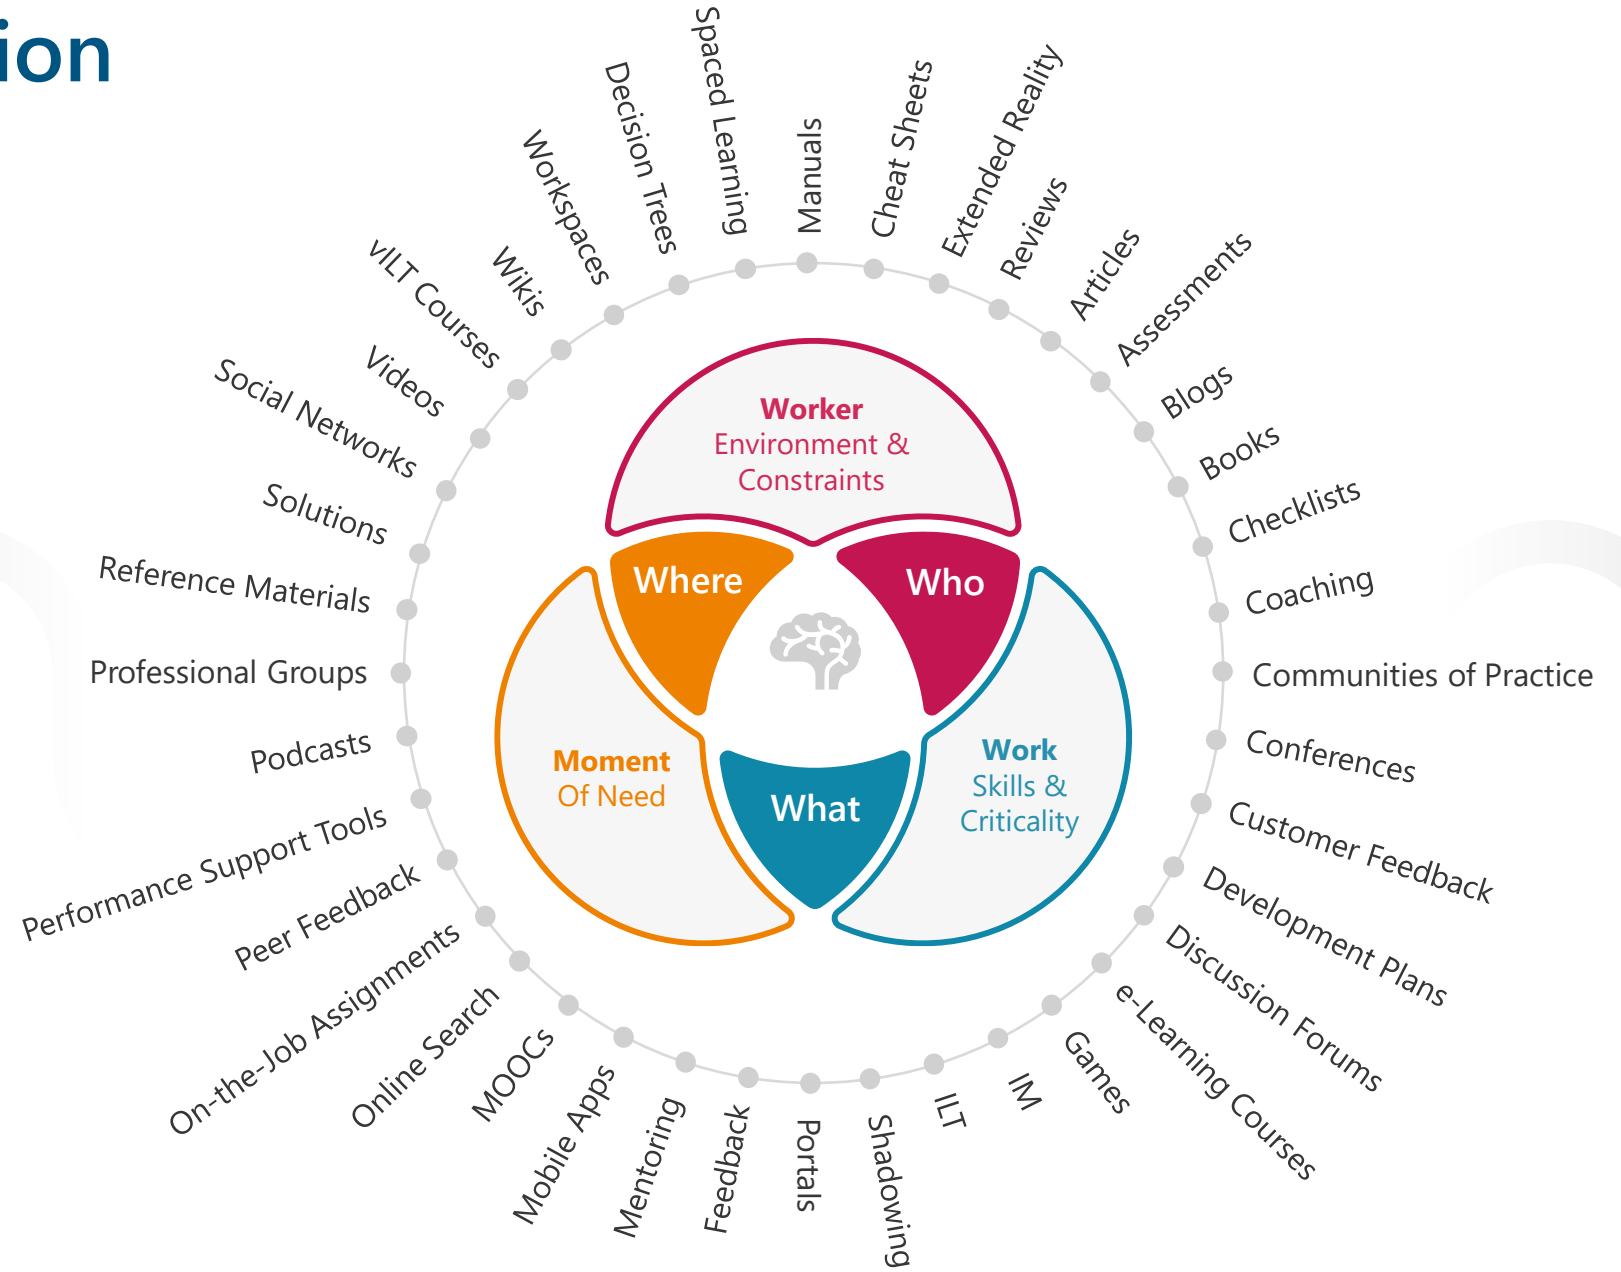 ion
Manuals
Cheat Sheets
Extended Reality
Reviews
Articles
Assessments
Blogs
Books
Checklists
Coaching
Communities of Practice
Conferences
Customer Feedback
Development Plans
Discussion Forums
e-Learning Courses
Games
IM
ILT
Shadowing
Portals
Feedback
Mentoring
Mobile Apps
MOOCs
Online Search
On-the-Job Assignments
Peer Feedback
Performance Support Tools
Podcasts
Professional Groups
Reference Materials
Solutions
Social Networks
Videos
vILT Courses
Wikis
Workspaces
Decision Trees
Spaced Learning
Worker
Environment &
Constraints
Where
Who
What
Moment
Of Need
Work
Skills &
Criticality